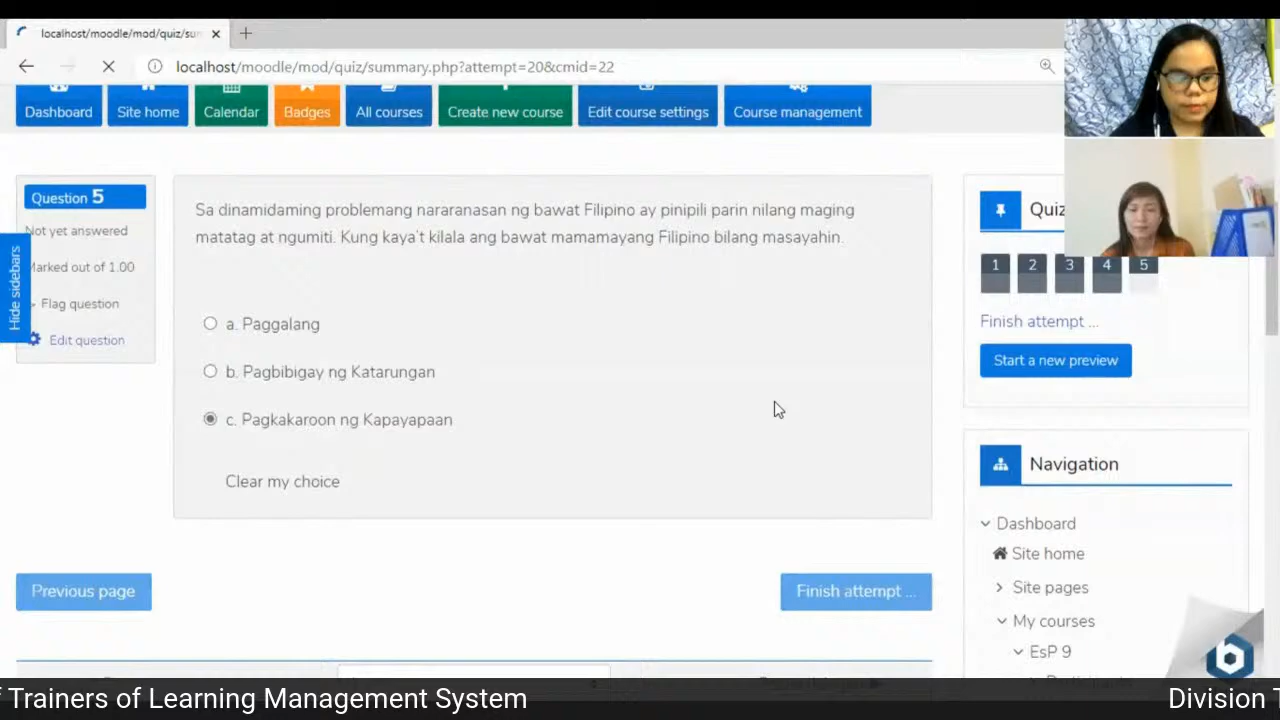 localhost/moodle/mod/quiz/sun
localhost/moodle/mod/quiz/summary.php?attempt=20&cmid=22
Dashboard
Site home
Calendar
Badges
All courses
Create new course
Edit course settings
Course management
Question 5
Not yet answered
Marked out of 1.00
Flag question
Edit question
Hide sidebars
Sa dinamidaming problemang nararanasan ng bawat Filipino ay pinipili parin nilang maging
matatag at ngumiti. Kung kaya't kilala ang bawat mamamayang Filipino bilang masayahin.
a. Paggalang
b. Pagbibigay ng Katarungan
c. Pagkakaroon ng Kapayapaan
Clear my choice
Previous page
Finish attempt ...
Quiz
1 2 3 4 5
Finish attempt ...
Start a new preview
Navigation
Dashboard
Site home
Site pages
My courses
EsP 9
Trainers of Learning Management System
Division T